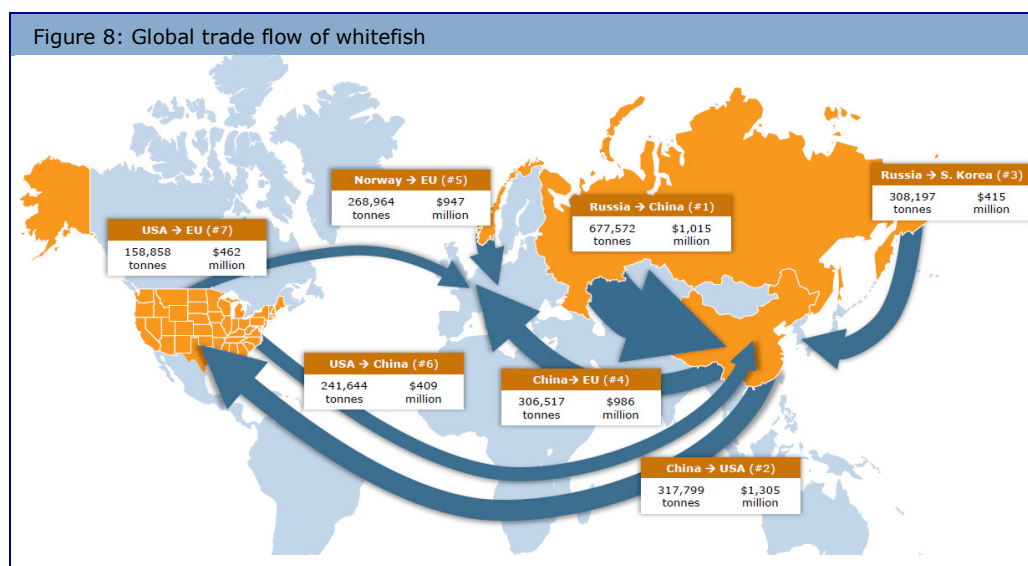 Figure 8: Global trade flow of whitefish
Norway → EU (#5)
268,964 $947
tonnes million
Russia → S. Korea (#3)
308,197 $415
tonnes million
Russia → China (#1)
677,572 $1,015
tonnes million
USA → EU (#7)
158,858 $462
tonnes million
USA → China (#6)
241,644 $409
tonnes million
China→ EU (#4)
306,517 $986
tonnes million
China → USA (#2)
317,799 $1,305
tonnes million